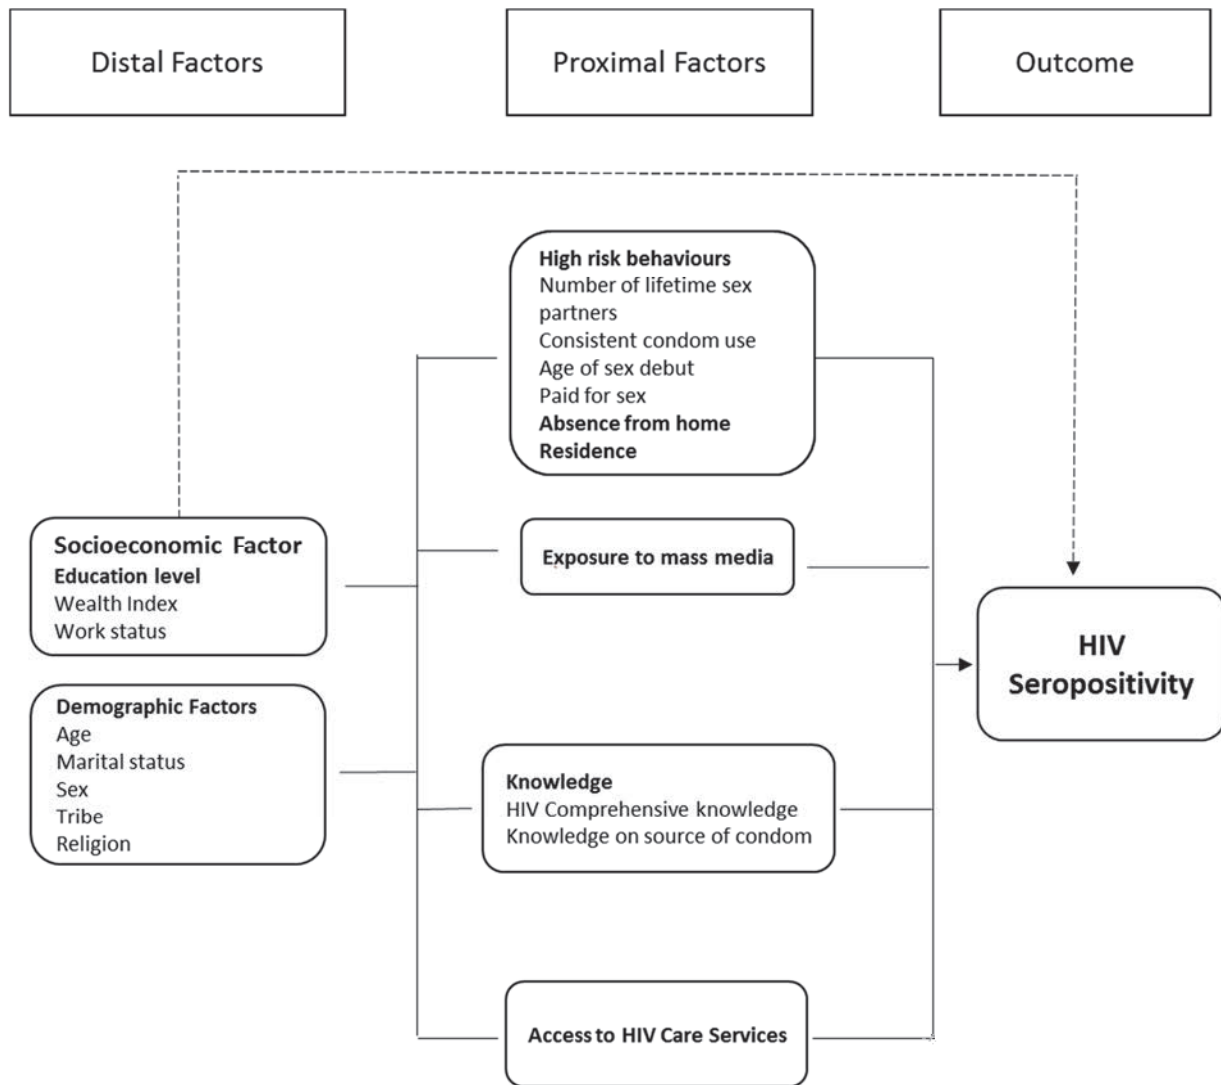 Distal Factors
Proximal Factors
Outcome
High risk behaviours
Number of lifetime sex
partners
Consistent condom use
Age of sex debut
Paid for sex
Absence from home
Residence
Socioeconomic Factor
Education level
Wealth Index
Work status
Exposure to mass media
HIV
Seropositivity
Demographic Factors
Age
Marital status
Sex
Tribe
Religion
Knowledge
HIV Comprehensive knowledge
Knowledge on source of condom
Access to HIV Care Services